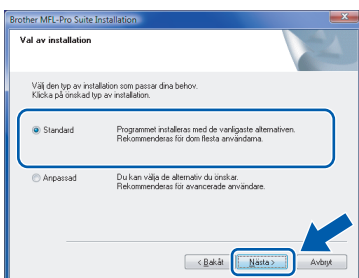 Brother MFL-Pro Suite Installation
Val av installation
Välj den typ av installation som passar dina behov.
Klicka på önskad typ av installation.
Standard
Programmet installeras med de vanligaste alternativen.
Rekommenderas för dom flesta användarna.
Anpassad
Du kan välja de alternativ du önskar.
Rekommenderas för avancerade användare.
< Bakåt
Nästa >
Avbryt